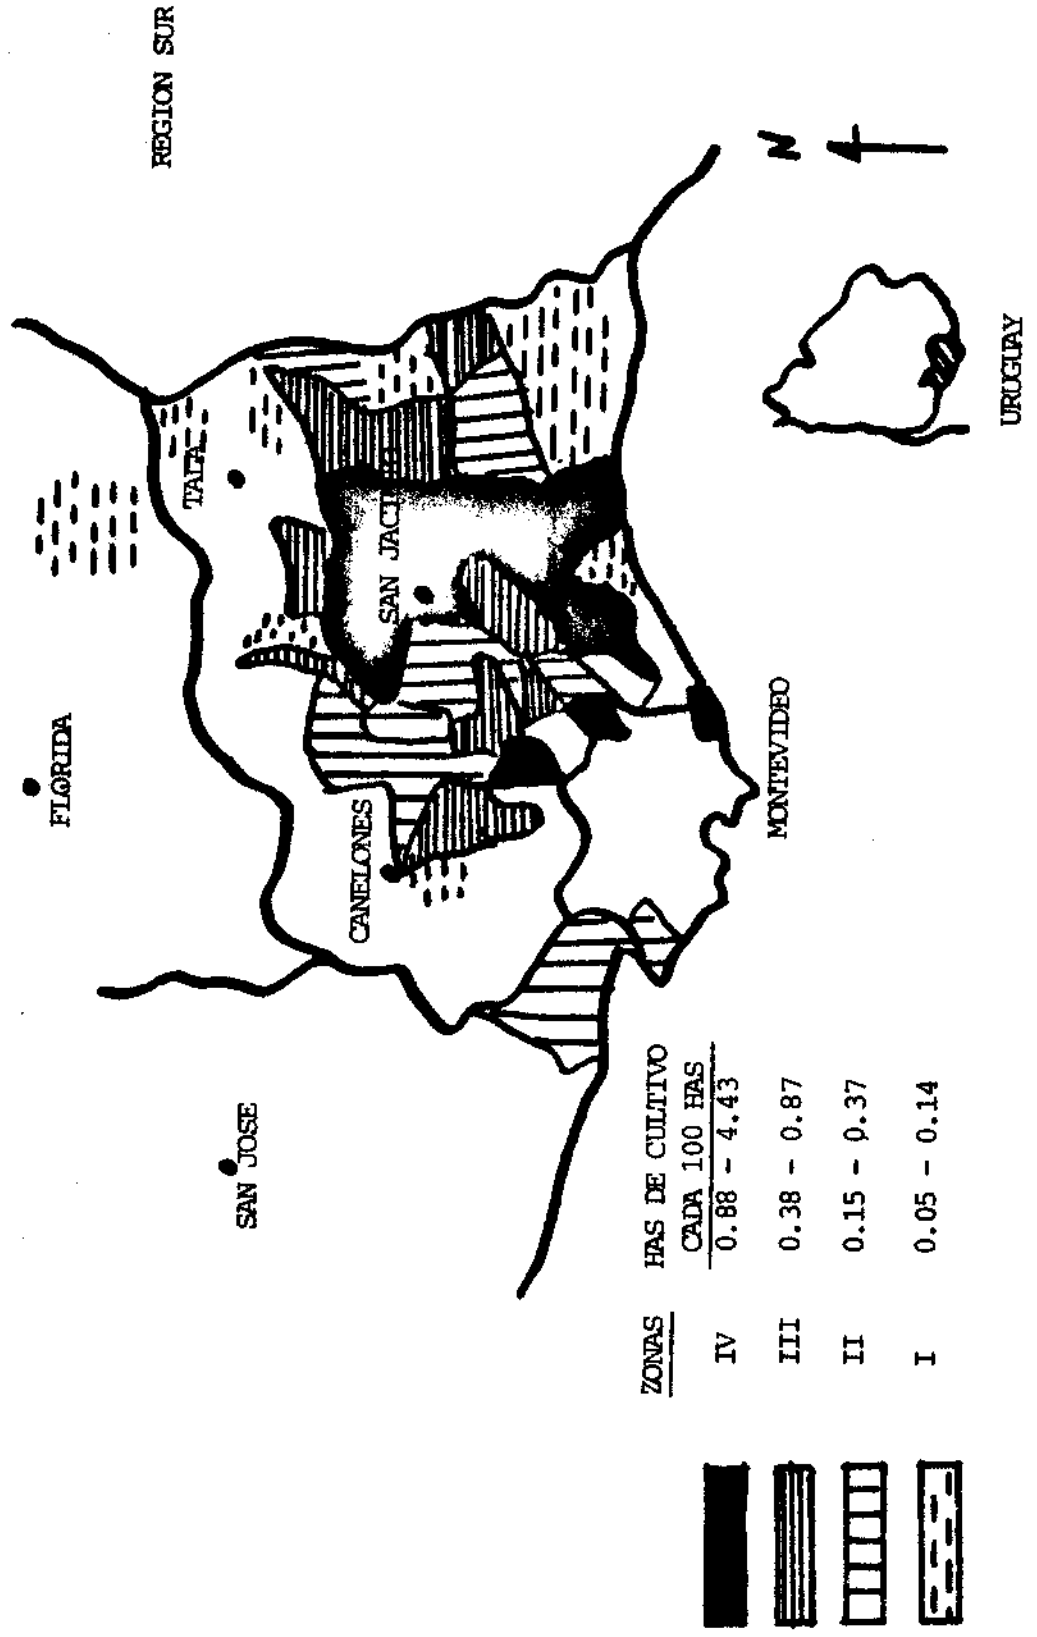 REGION SUR
FLORIDA
TALA
SAN JOSE
CANELONES
SAN JACI
MONTEVIDEO
N
URUGUAY
ZONAS HAS DE CULTIVO
CADA 100 HAS
IV 0.88 - 4.43
III 0.38 - 0.87
II 0.15 - 0.37
I 0.05 - 0.14